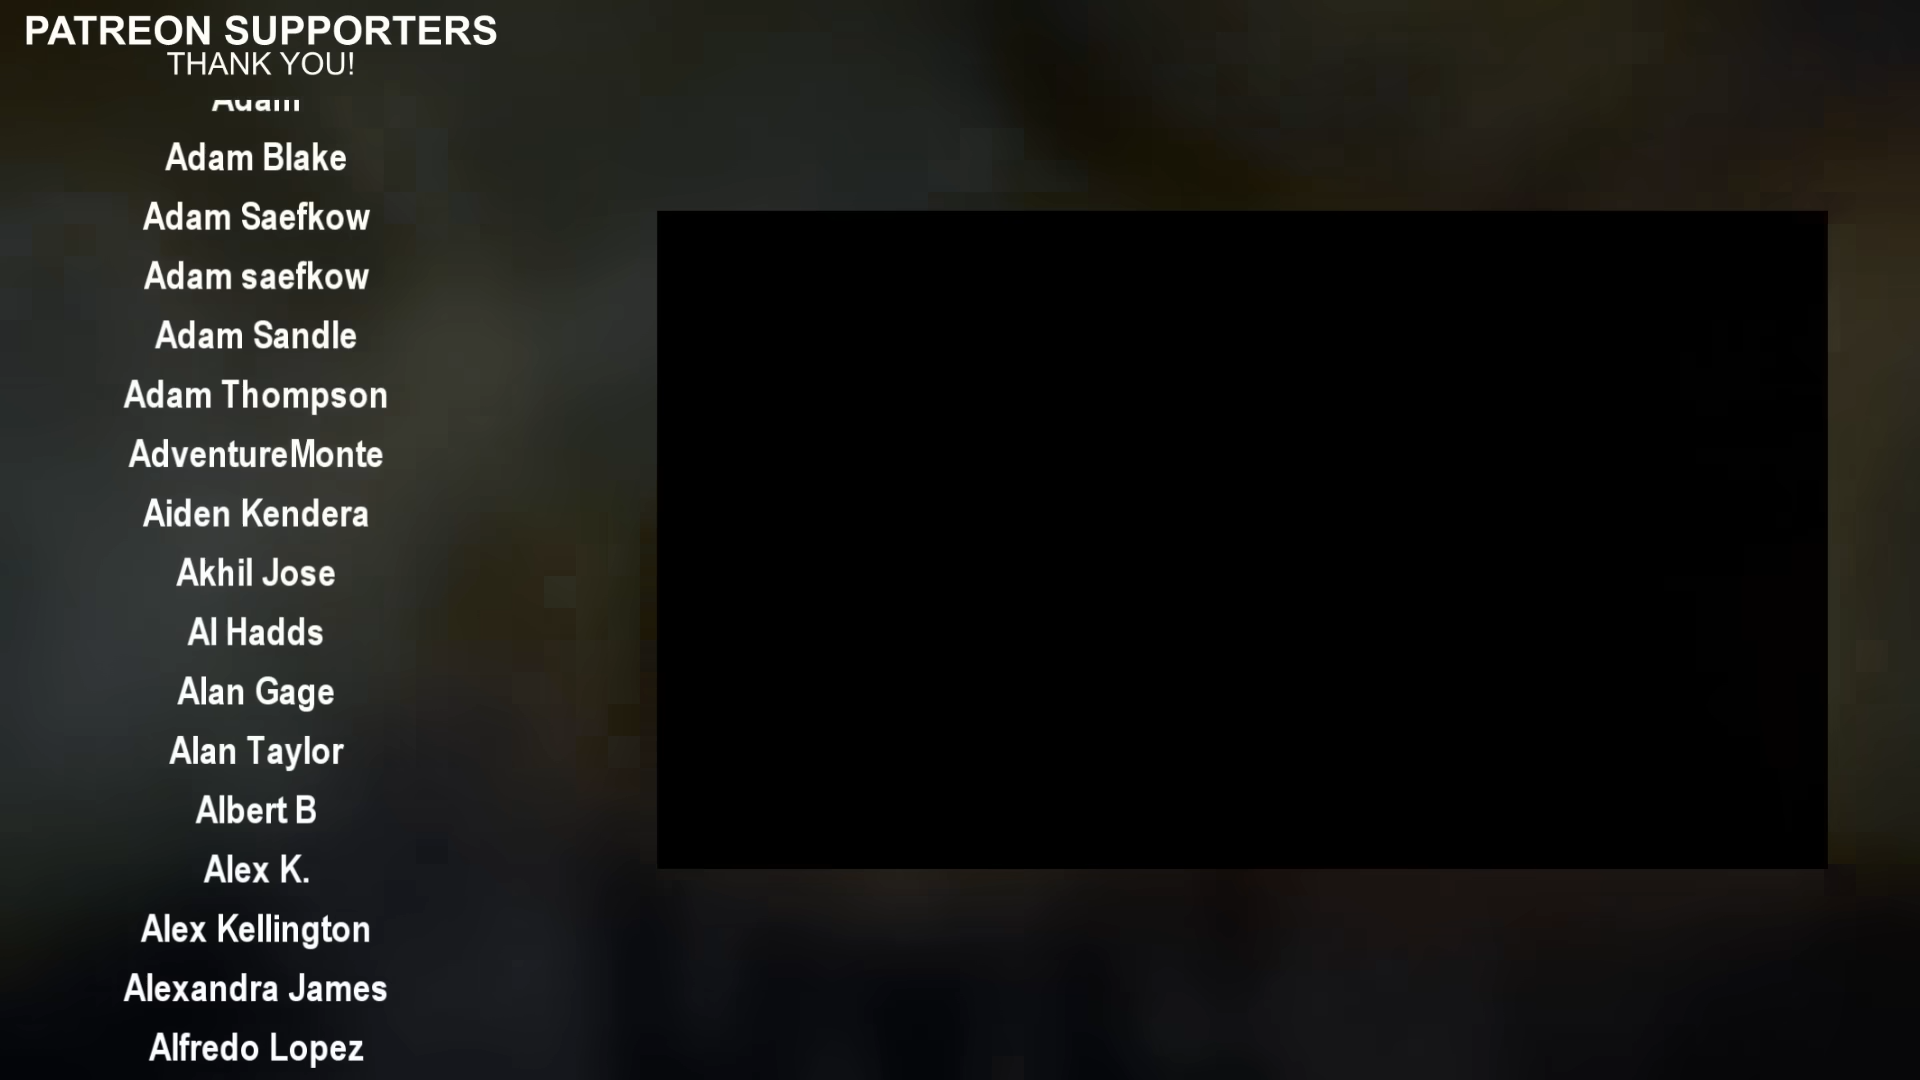 PATREON SUPPORTERS
THANK YOU!
Adam
Adam Blake
Adam Saefkow
Adam saefkow
Adam Sandle
Adam Thompson
AdventureMonte
Aiden Kendera
Akhil Jose
Al Hadds
Alan Gage
Alan Taylor
Albert B
Alex K.
Alex Kellington
Alexandra James
Alfredo Lopez